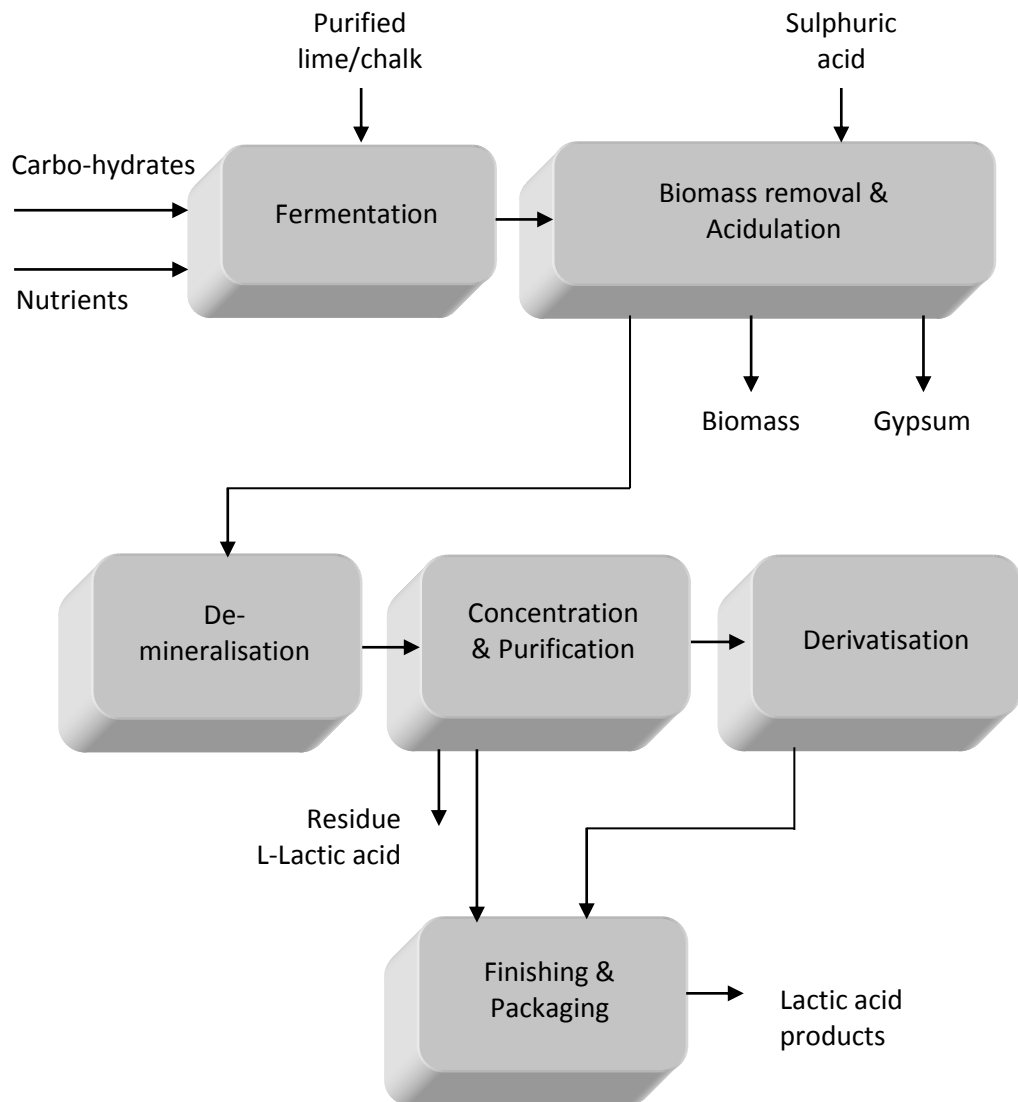 Purified
lime/chalk
Sulphuric
acid
Carbo-hydrates
Nutrients
Fermentation
Biomass removal &
Acidulation
Biomass
Gypsum
De-
mineralisation
Concentration
& Purification
Derivatisation
Residue
L-Lactic acid
Finishing &
Packaging
Lactic acid
products